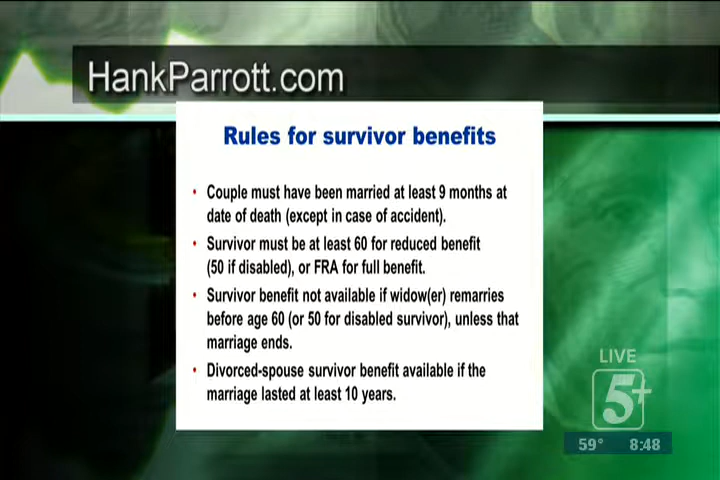 HankParrott.com
Rules for survivor benefits
• Couple must have been married at least 9 months at
date of death (except in case of accident).
• Survivor must be at least 60 for reduced benefit
(50 if disabled), or FRA for full benefit.
• Survivor benefit not available if widow(er) remarries
before age 60 (or 50 for disabled survivor), unless that
marriage ends.
• Divorced-spouse survivor benefit available if the
marriage lasted at least 10 years.
LIVE
5+
59° 8:48